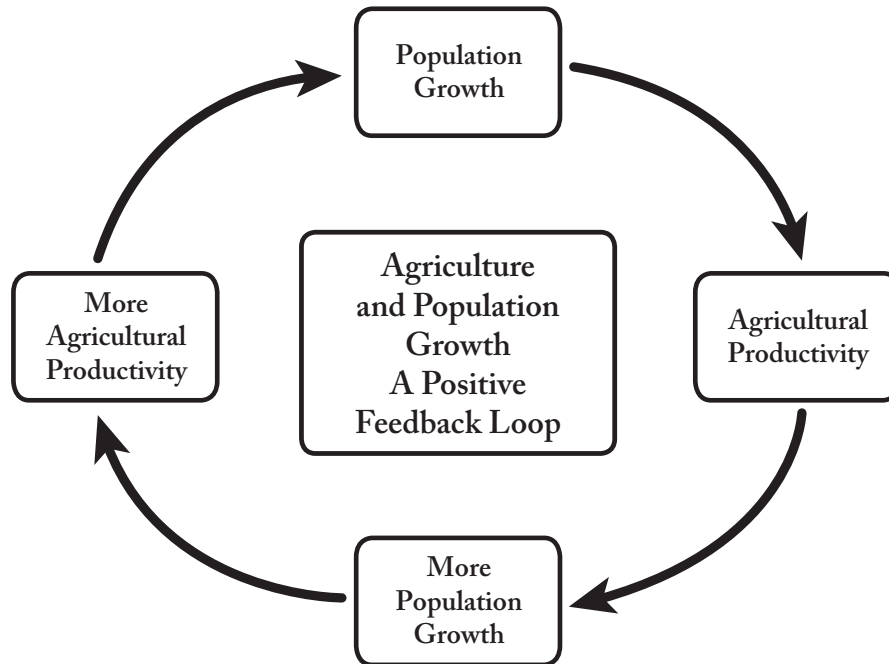 Population
Growth
Agricultural
Productivity
More
Population
Growth
More
Agricultural
Productivity
Agriculture
and Population
Growth
A Positive
Feedback Loop